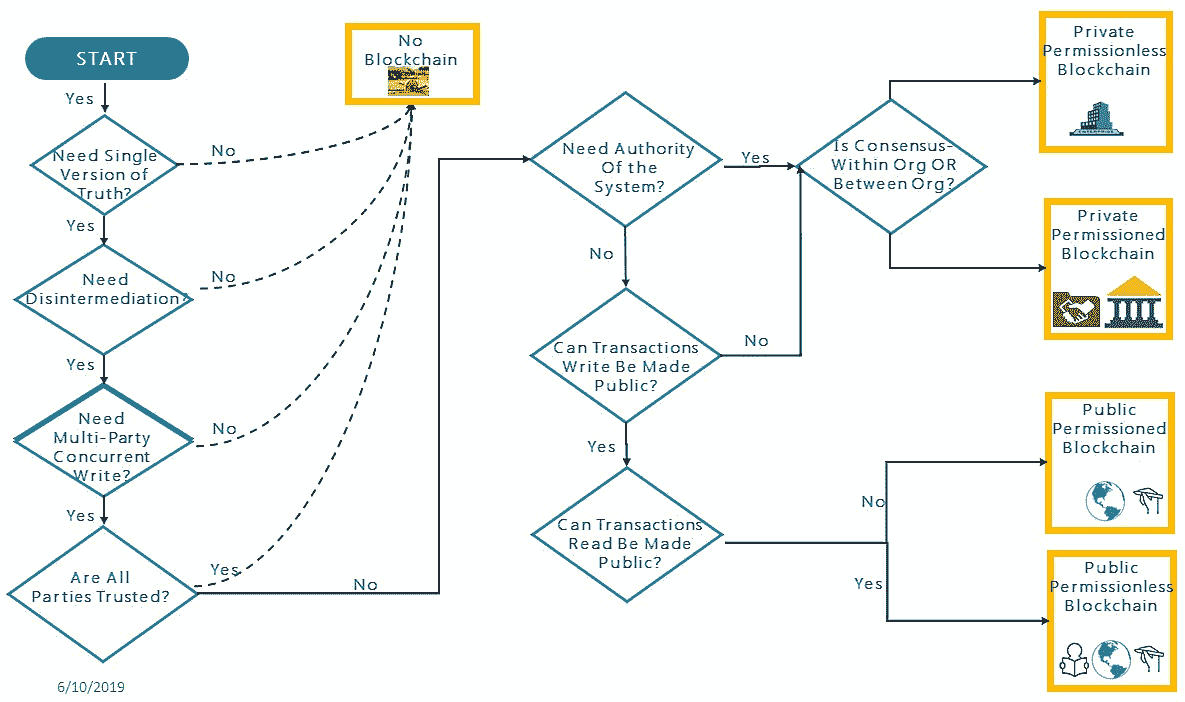 START
Yes
Need Single
Version of
Truth?
No
Yes
Need
Disintermediation?
No
Yes
Need
Multi-Party
Concurrent
Write?
No
Yes
Are All
Parties Trusted?
Yes
No
6/10/2019
No
Blockchain
Need Authority
Of the
System?
Yes
No
Can Transactions
Write Be Made
Public?
No
Yes
Can Transactions
Read Be Made
Public?
No
Yes
Is Consensus-
Within Org OR
Between Org?
Private
Permissionless
Blockchain
ENTERPRISE
Private
Permissioned
Blockchain
Public
Permissioned
Blockchain
Public
Permissionless
Blockchain